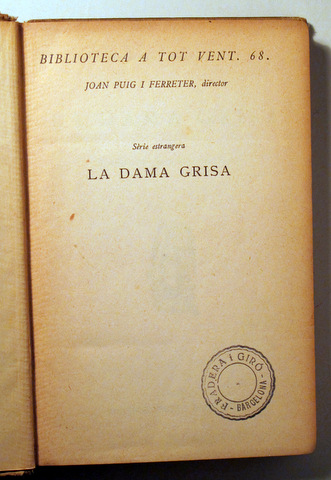 BIBLIOTECA A TOT VENT. 68.
JOAN PUIG I FERRETER, director
Sèrie estrangera
LA DAMA GRISA
PRADERA I GIRÓ
- BARCELONA -